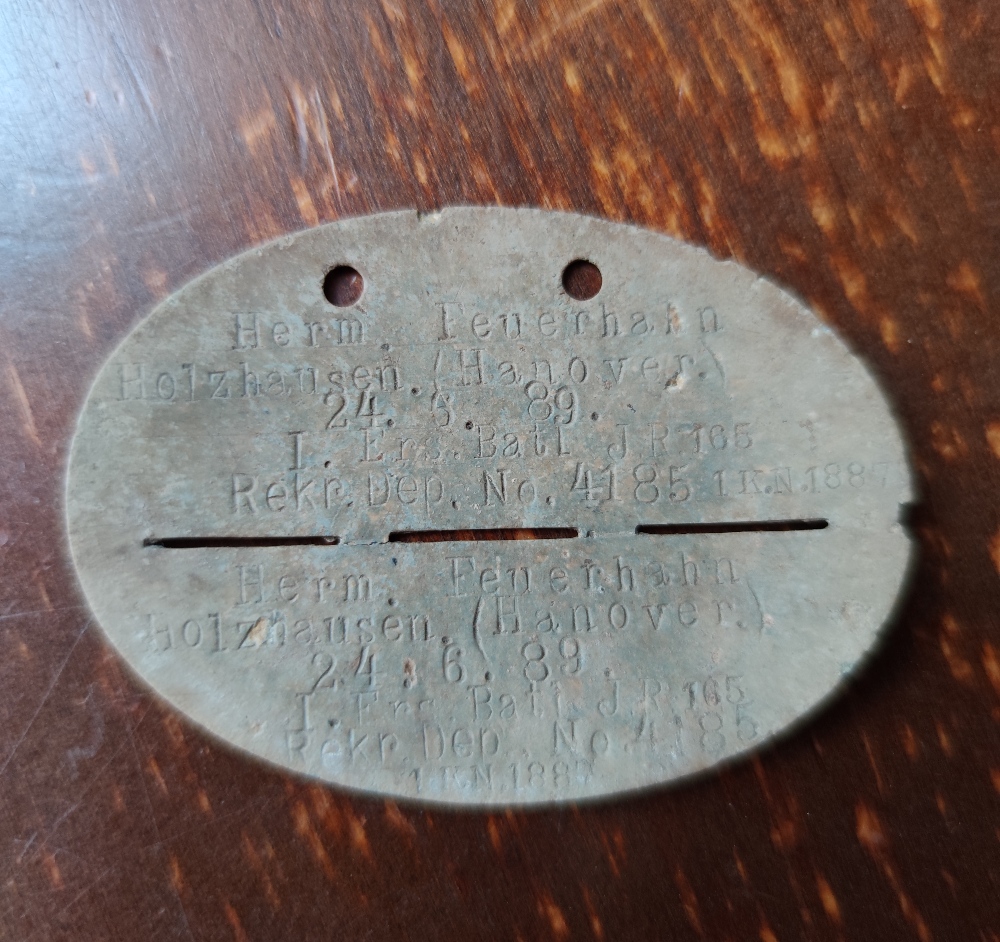 Herm. Feuerhahn
Holzhausen. (Hanover.)
24. 6. 89.
I. Ers. Batl J.R. 165
Rekr. Dep. No. 4185 1 K.N. 1887
Herm. Feuerhahn
Holzhausen. (Hanover.)
24. 6. 89.
I. Ers. Batl J.R. 165
Rekr. Dep. No 4185.
1 K.N. 1887